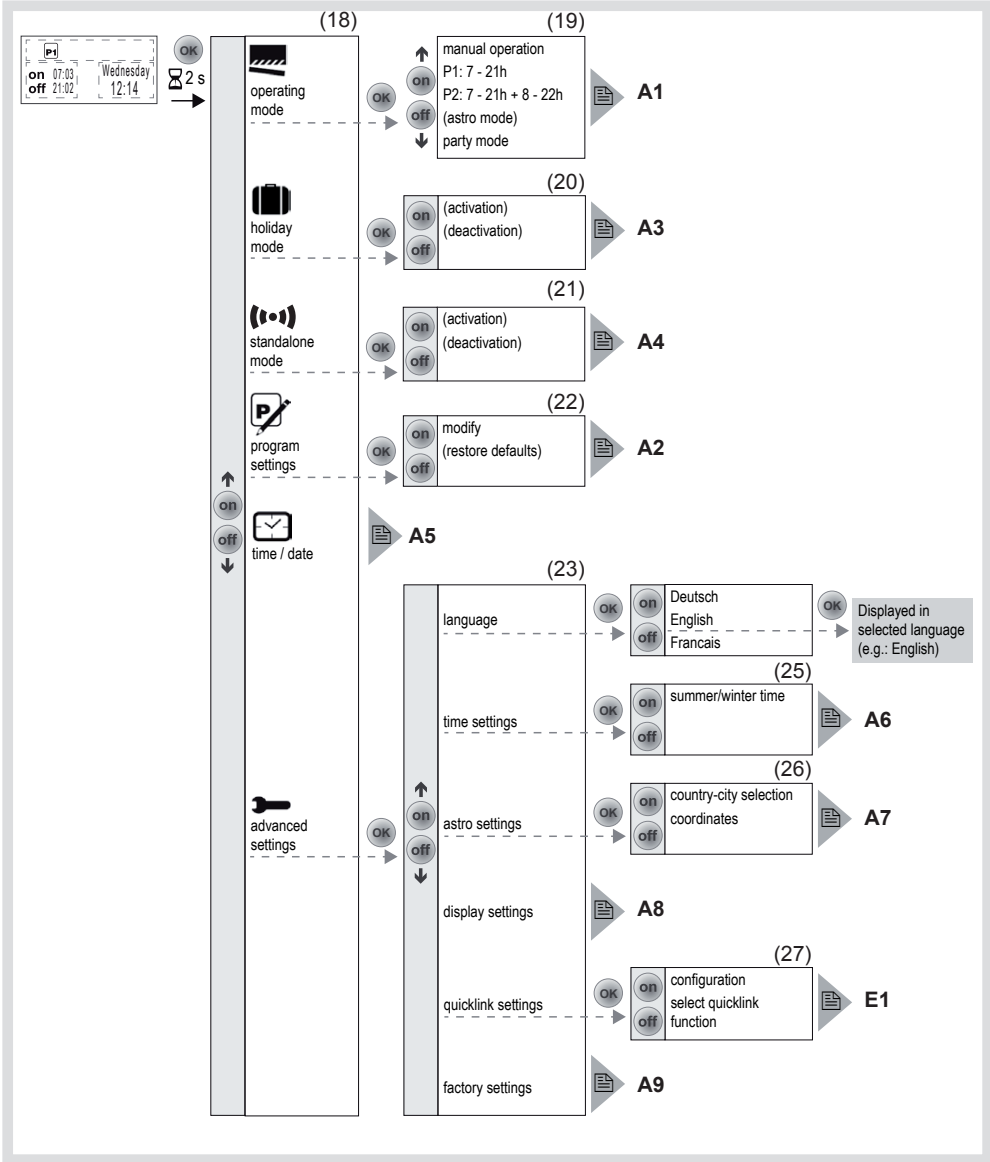 (18)
(19)
P1
on 07:03
off 21:02
Wednesday
12:14
OK
2 s
operating
mode
OK
on
off
manual operation
P1: 7 - 21h
P2: 7 - 21h + 8 - 22h
(astro mode)
party mode
A1
(20)
holiday
mode
OK
on
off
(activation)
(deactivation)
A3
(21)
standalone
mode
OK
on
off
(activation)
(deactivation)
A4
(22)
P
program
settings
OK
on
off
modify
(restore defaults)
A2
on
off
time / date
A5
(23)
language
OK
on
off
Deutsch
English
Francais
OK
Displayed in
selected language
(e.g.: English)
(25)
time settings
OK
on
off
summer/winter time
A6
(26)
advanced
settings
OK
on
off
astro settings
OK
on
off
country-city selection
coordinates
A7
display settings
A8
(27)
quicklink settings
OK
on
off
configuration
select quicklink
function
E1
factory settings
A9